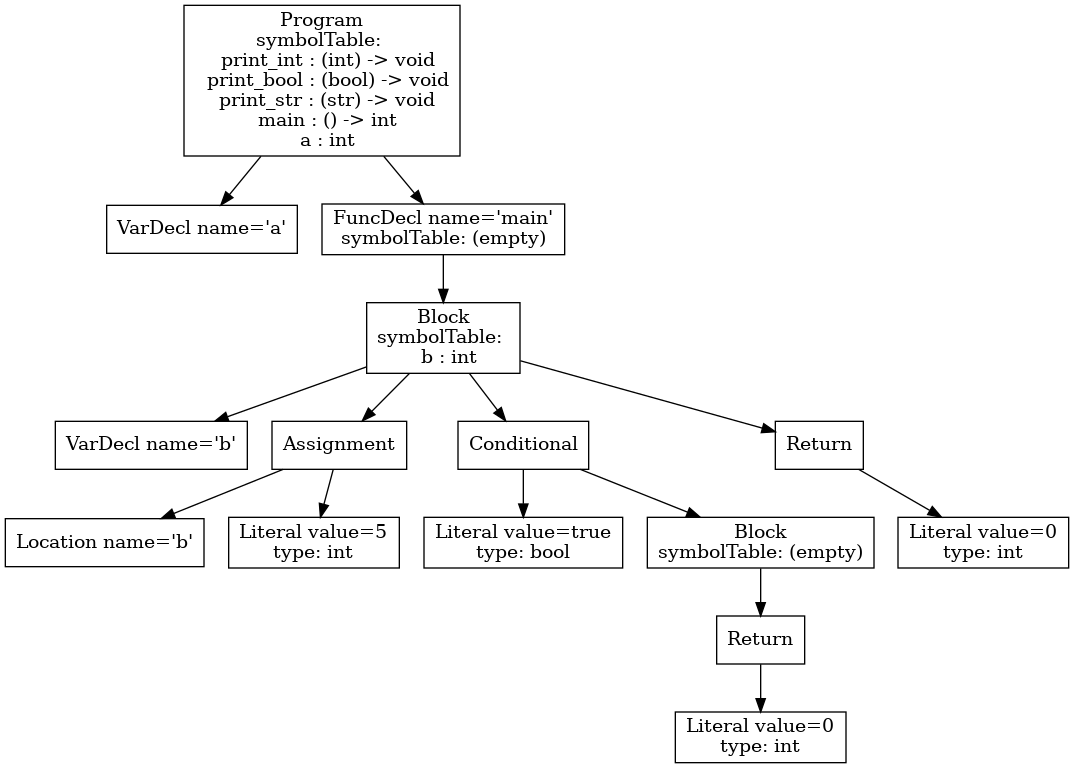 Program
symbolTable:
print_int : (int) -> void
print_bool : (bool) -> void
print_str : (str) -> void
main : () -> int
a : int
VarDecl name='a'
FuncDecl name='main'
symbolTable: (empty)
Block
symbolTable:
b : int
VarDecl name='b'
Assignment
Conditional
Return
Location name='b'
Literal value=5
type: int
Literal value=true
type: bool
Block
symbolTable: (empty)
Literal value=0
type: int
Return
Literal value=0
type: int